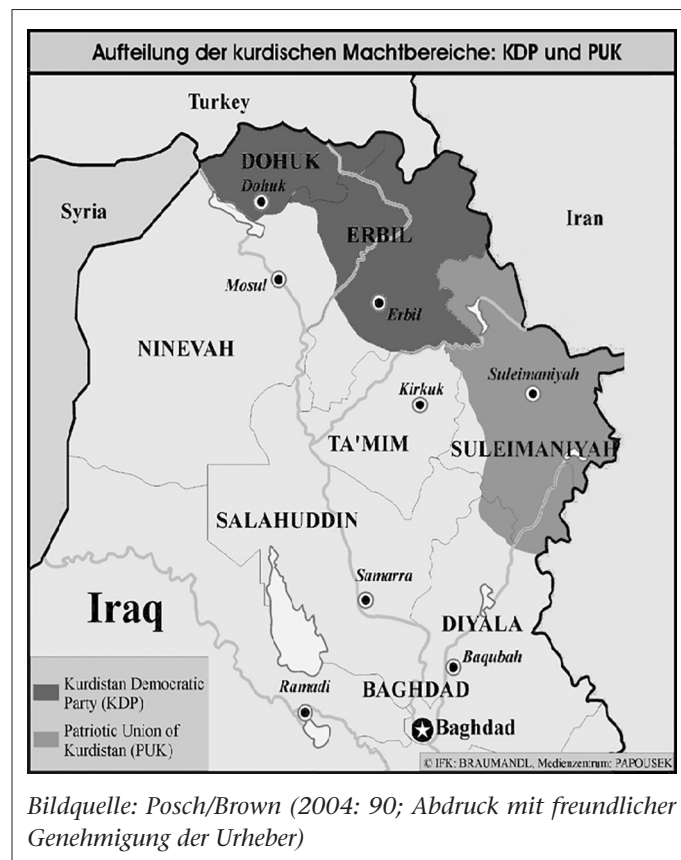 Aufteilung der kurdischen Machtbereiche: KDP und PUK
Turkey
DOHUK
Dohuk
Syria
Iran
ERBIL
Mosul
Erbil
NINEVAH
Suleimaniyah
Kirkuk
TA'MIM
SULEIMANIYAH
SALAHUDDIN
Samarra
Iraq
DIYALA
Baqubah
Kurdistan Democratic
Party (KDP)
Ramadi
BAGHDAD
Patriotic Union of
Kurdistan (PUK)
Baghdad
© IFK: BRAUMANDL, Medienzentrum: PAPOUSEK
Bildquelle: Posch/Brown (2004: 90; Abdruck mit freundlicher
Genehmigung der Urheber)